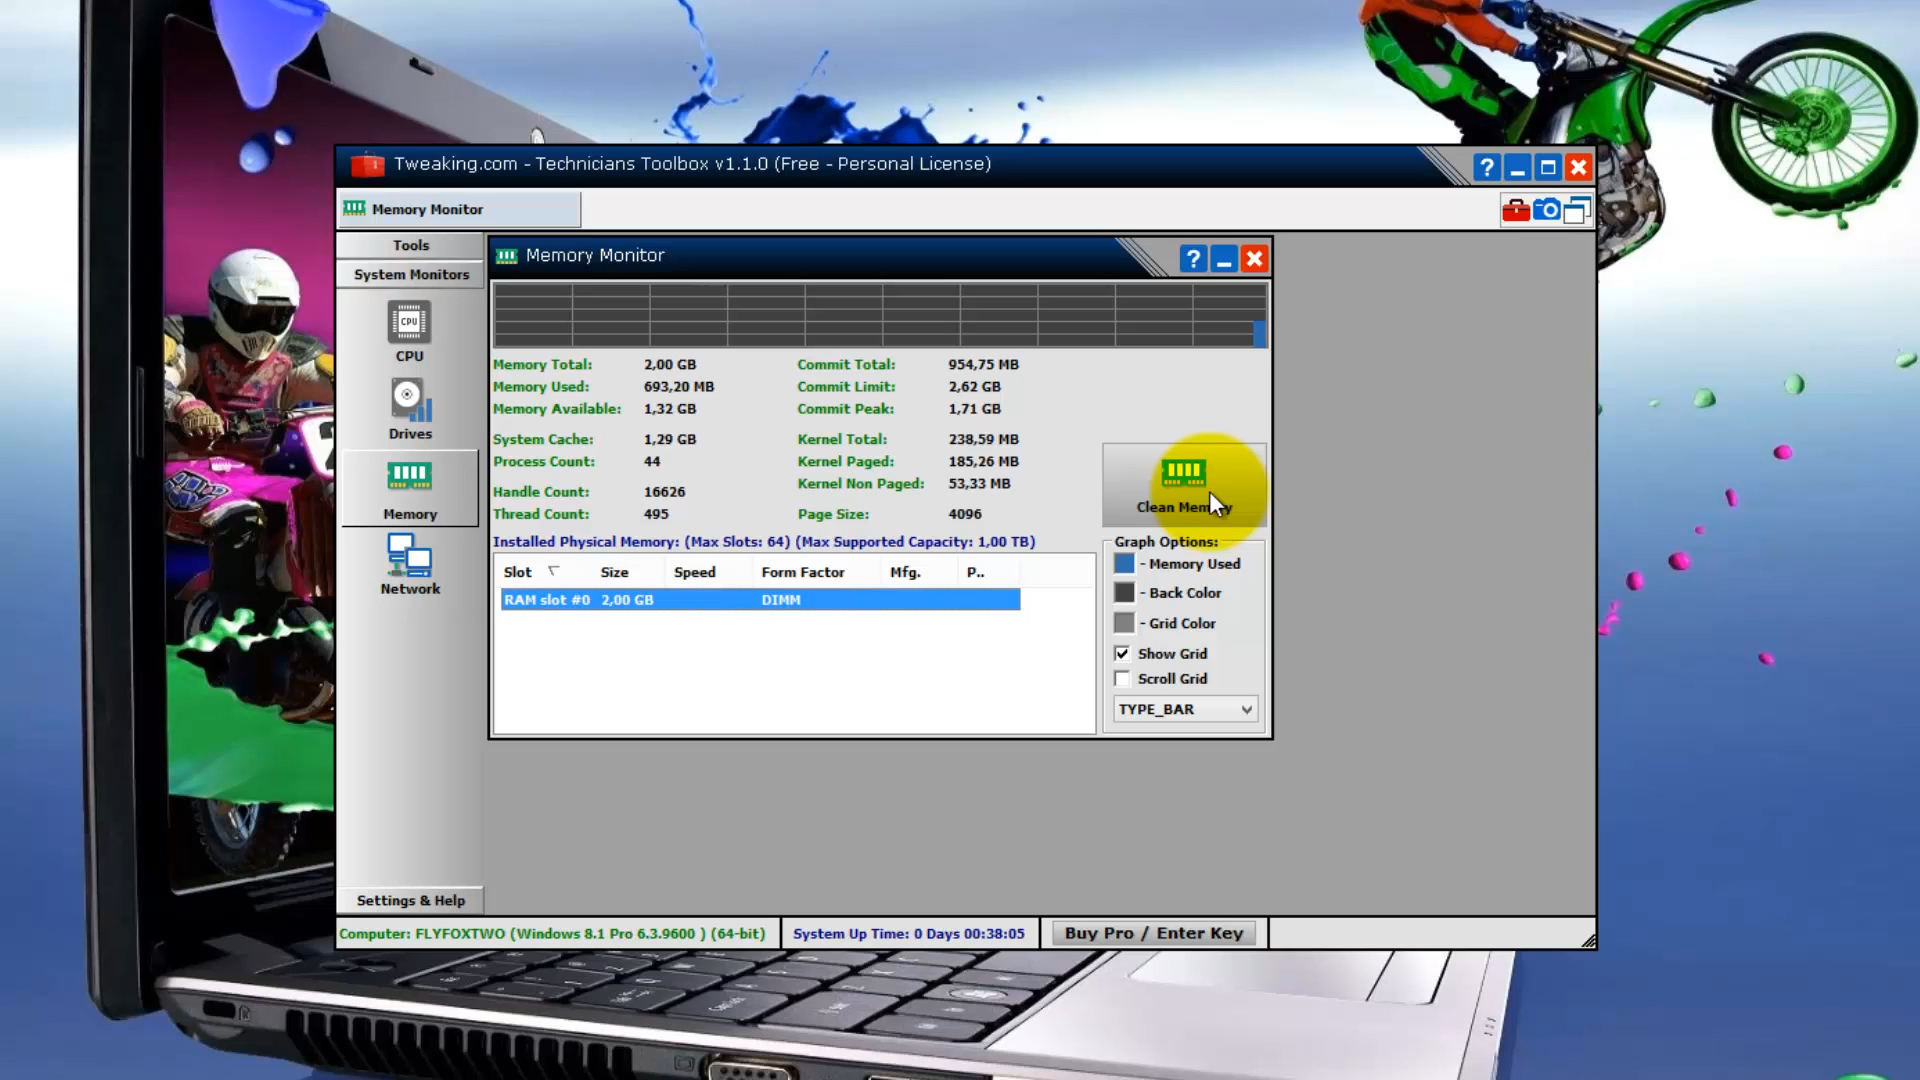 Tweaking.com - Technicians Toolbox v1.1.0 (Free - Personal License)
Memory Monitor
Tools
System Monitors
CPU
CPU
Drives
Memory
Network
Settings & Help
Memory Monitor
Memory Total: 2,00 GB Commit Total: 954,75 MB
Memory Used: 693,20 MB Commit Limit: 2,62 GB
Memory Available: 1,32 GB Commit Peak: 1,71 GB
System Cache: 1,29 GB Kernel Total: 238,59 MB
Process Count: 44 Kernel Paged: 185,26 MB
Handle Count: 16626 Kernel Non Paged: 53,33 MB
Thread Count: 495 Page Size: 4096
Clean Memory
Installed Physical Memory: (Max Slots: 64) (Max Supported Capacity: 1,00 TB)
Slot Size Speed Form Factor Mfg. P..
RAM slot #0 2,00 GB DIMM
Graph Options:
- Memory Used
- Back Color
- Grid Color
Show Grid
Scroll Grid
TYPE_BAR
Computer: FLYFOXTWO (Windows 8.1 Pro 6.3.9600 ) (64-bit) System Up Time: 0 Days 00:38:05 Buy Pro / Enter Key